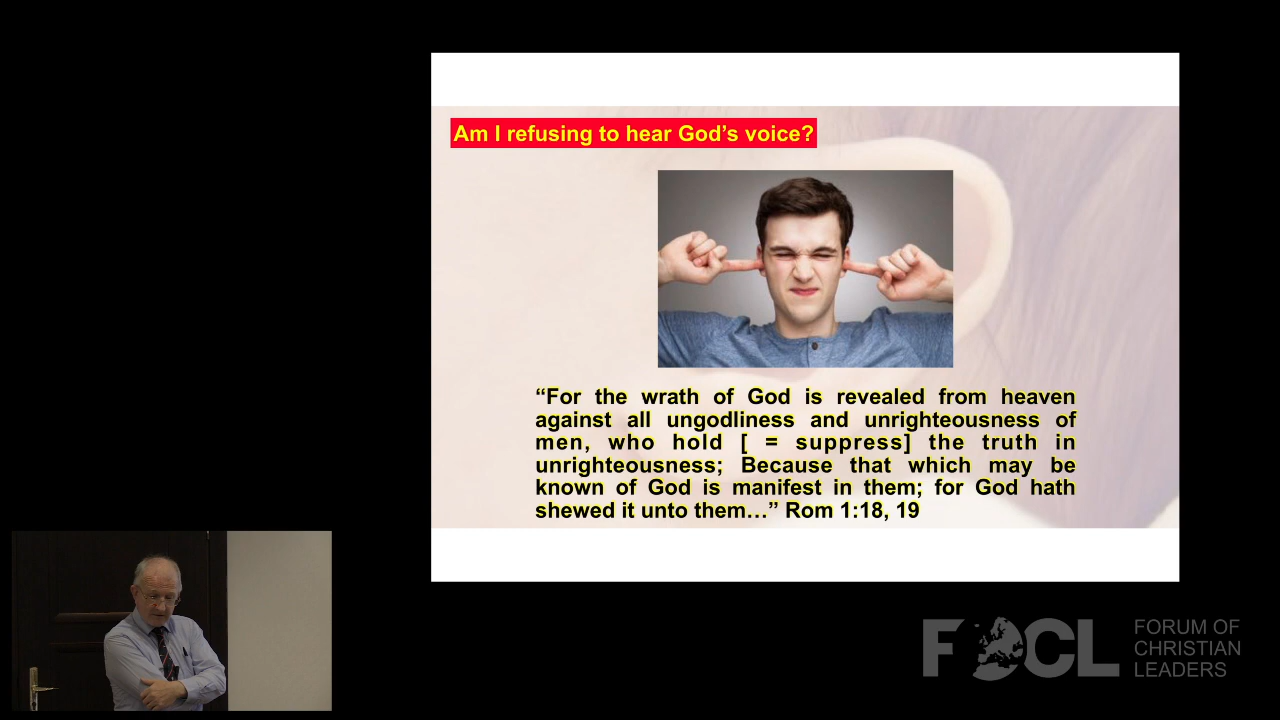 Am I refusing to hear God’s voice?
“For the wrath of God is revealed from heaven
against all ungodliness and unrighteousness of
men, who hold [ = suppress] the truth in
unrighteousness; Because that which may be
known of God is manifest in them; for God hath
shewed it unto them…” Rom 1:18, 19
FOCL
FORUM OF
CHRISTIAN
LEADERS